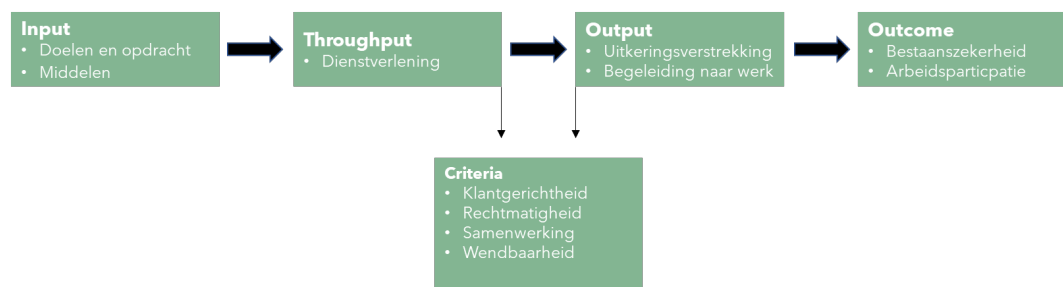 Input
• Doelen en opdracht
• Middelen
Throughput
• Dienstverlening
Output
• Uitkeringsverstrekking
• Begeleiding naar werk
Outcome
• Bestaanszekerheid
• Arbeidsparticpatie
Criteria
• Klantgerichtheid
• Rechtmatigheid
• Samenwerking
• Wendbaarheid